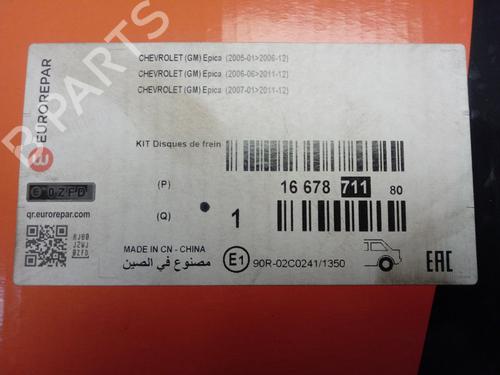 CHEVROLET (GM) Epica (2005-01>2006-12)
CHEVROLET (GM) Epica (2006-06>2011-12)
CHEVROLET (GM) Epica (2007-01>2011-12)
EUROREPAR
KIT Disques de frein
(P) 16 678 711 80
(Q) 1
qr.eurorepar.com
MADE IN CN - CHINA
مصنوع في الصين
E1 90R-02C0241/1350
EAC
B-PARTS